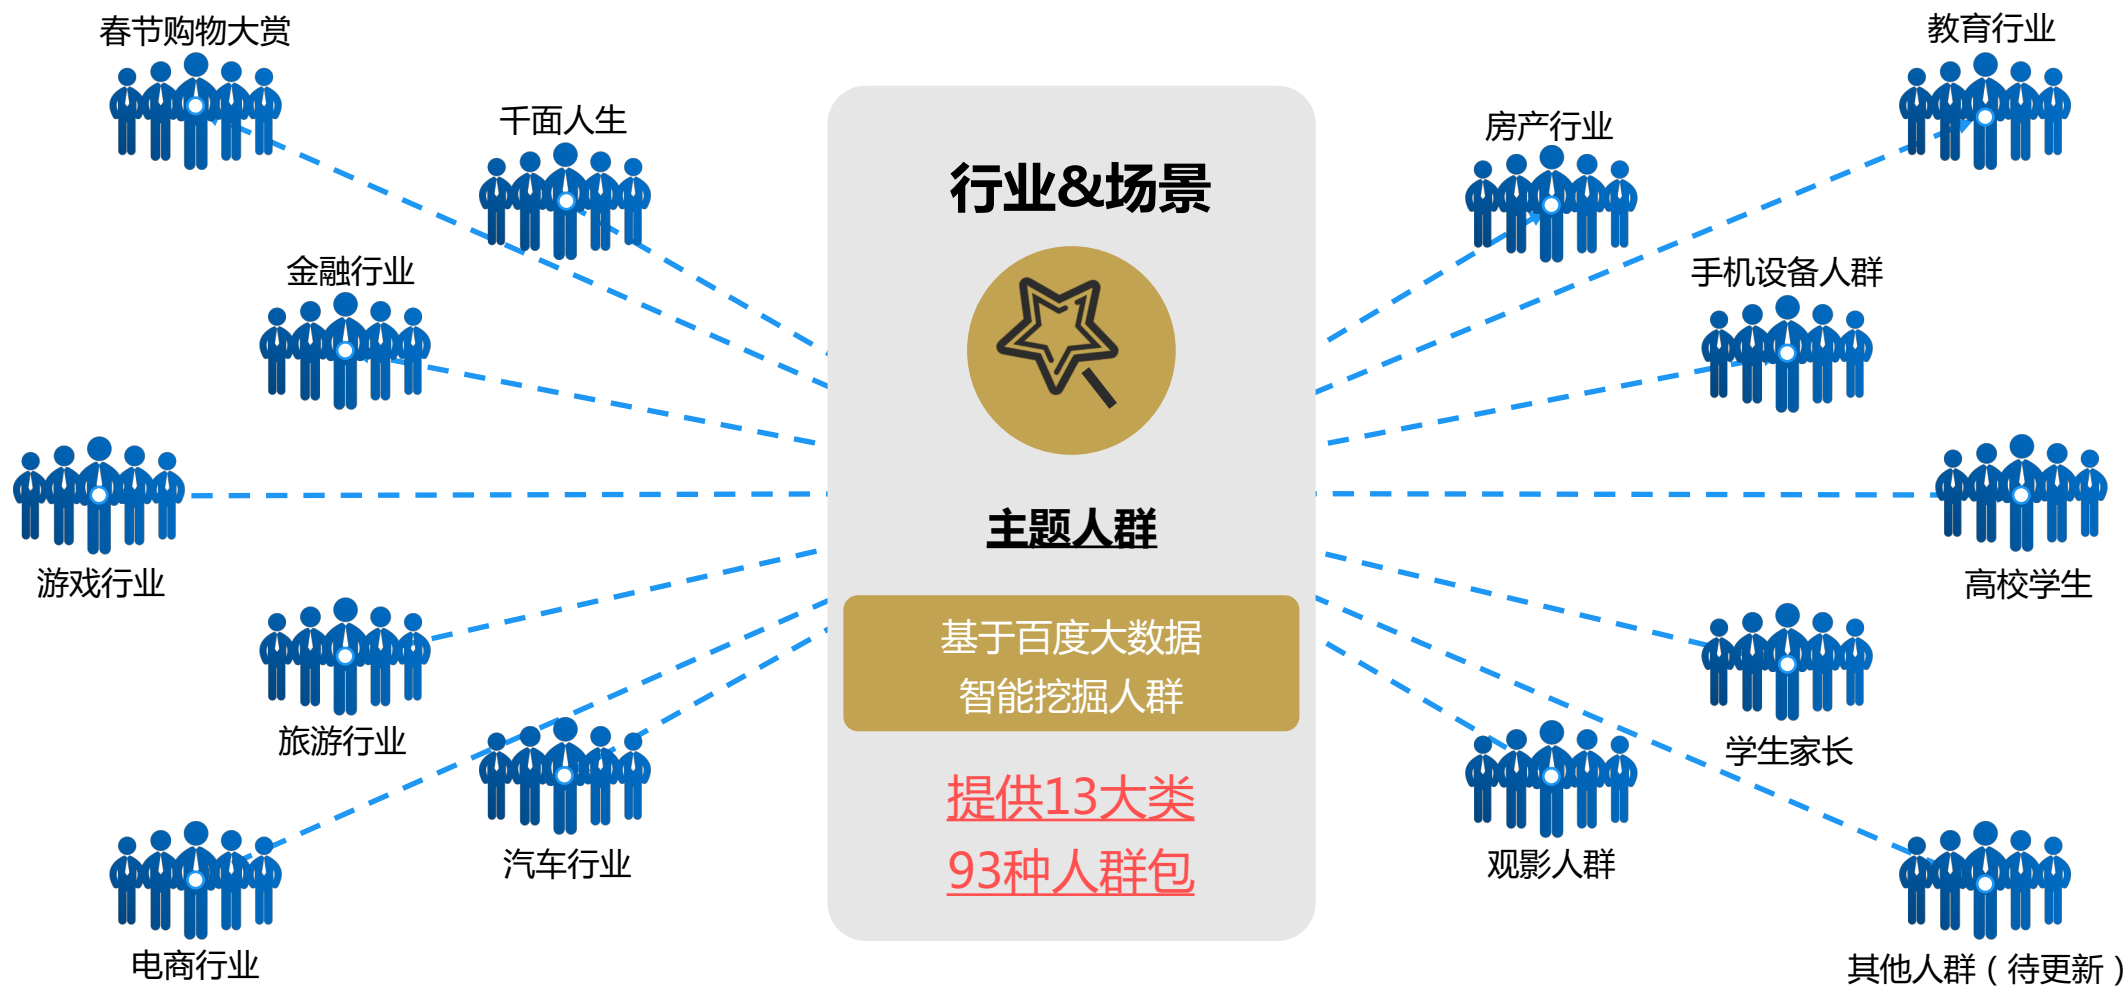 春节购物大赏
千面人生
金融行业
游戏行业
旅游行业
汽车行业
电商行业
行业&场景
主题人群
基于百度大数据
智能挖掘人群
提供13大类
93种人群包
教育行业
房产行业
手机设备人群
高校学生
学生家长
观影人群
其他人群（待更新）